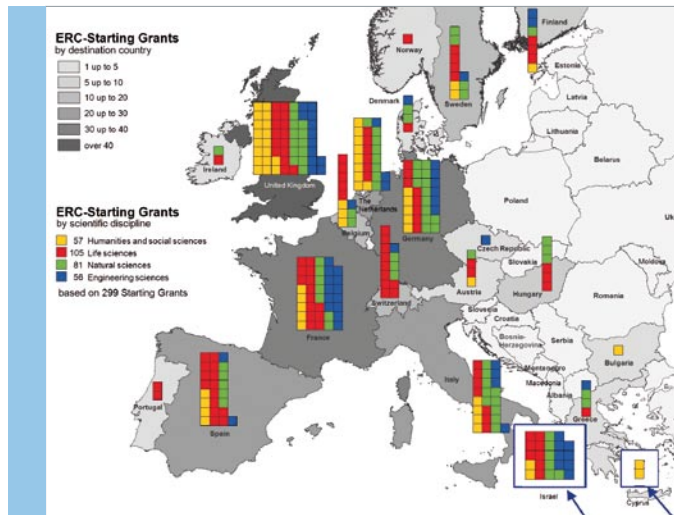 ERC-Starting Grants
by destination country
1 up to 5
5 up to 10
10 up to 20
20 up to 30
30 up to 40
over 40
Norway
Sweden
Finland
Estonia
Latvia
Lithuania
Belarus
Denmark
Ireland
United Kingdom
The
Netherlands
Belgium
Germany
Poland
ERC-Starting Grants
by scientific discipline
57 Humanities and social sciences
105 Life sciences
81 Natural sciences
56 Engineering sciences
based on 299 Starting Grants
Czech Republic
Slovakia
Austria
Hungary
Moldova
Switzerland
France
Slovenia
Croatia
Romania
Bosnia-
Herzegovina
Serbia
Montenegro
Bulgaria
Macedonia
Albania
Italy
Greece
Portugal
Spain
Israel
Cyprus